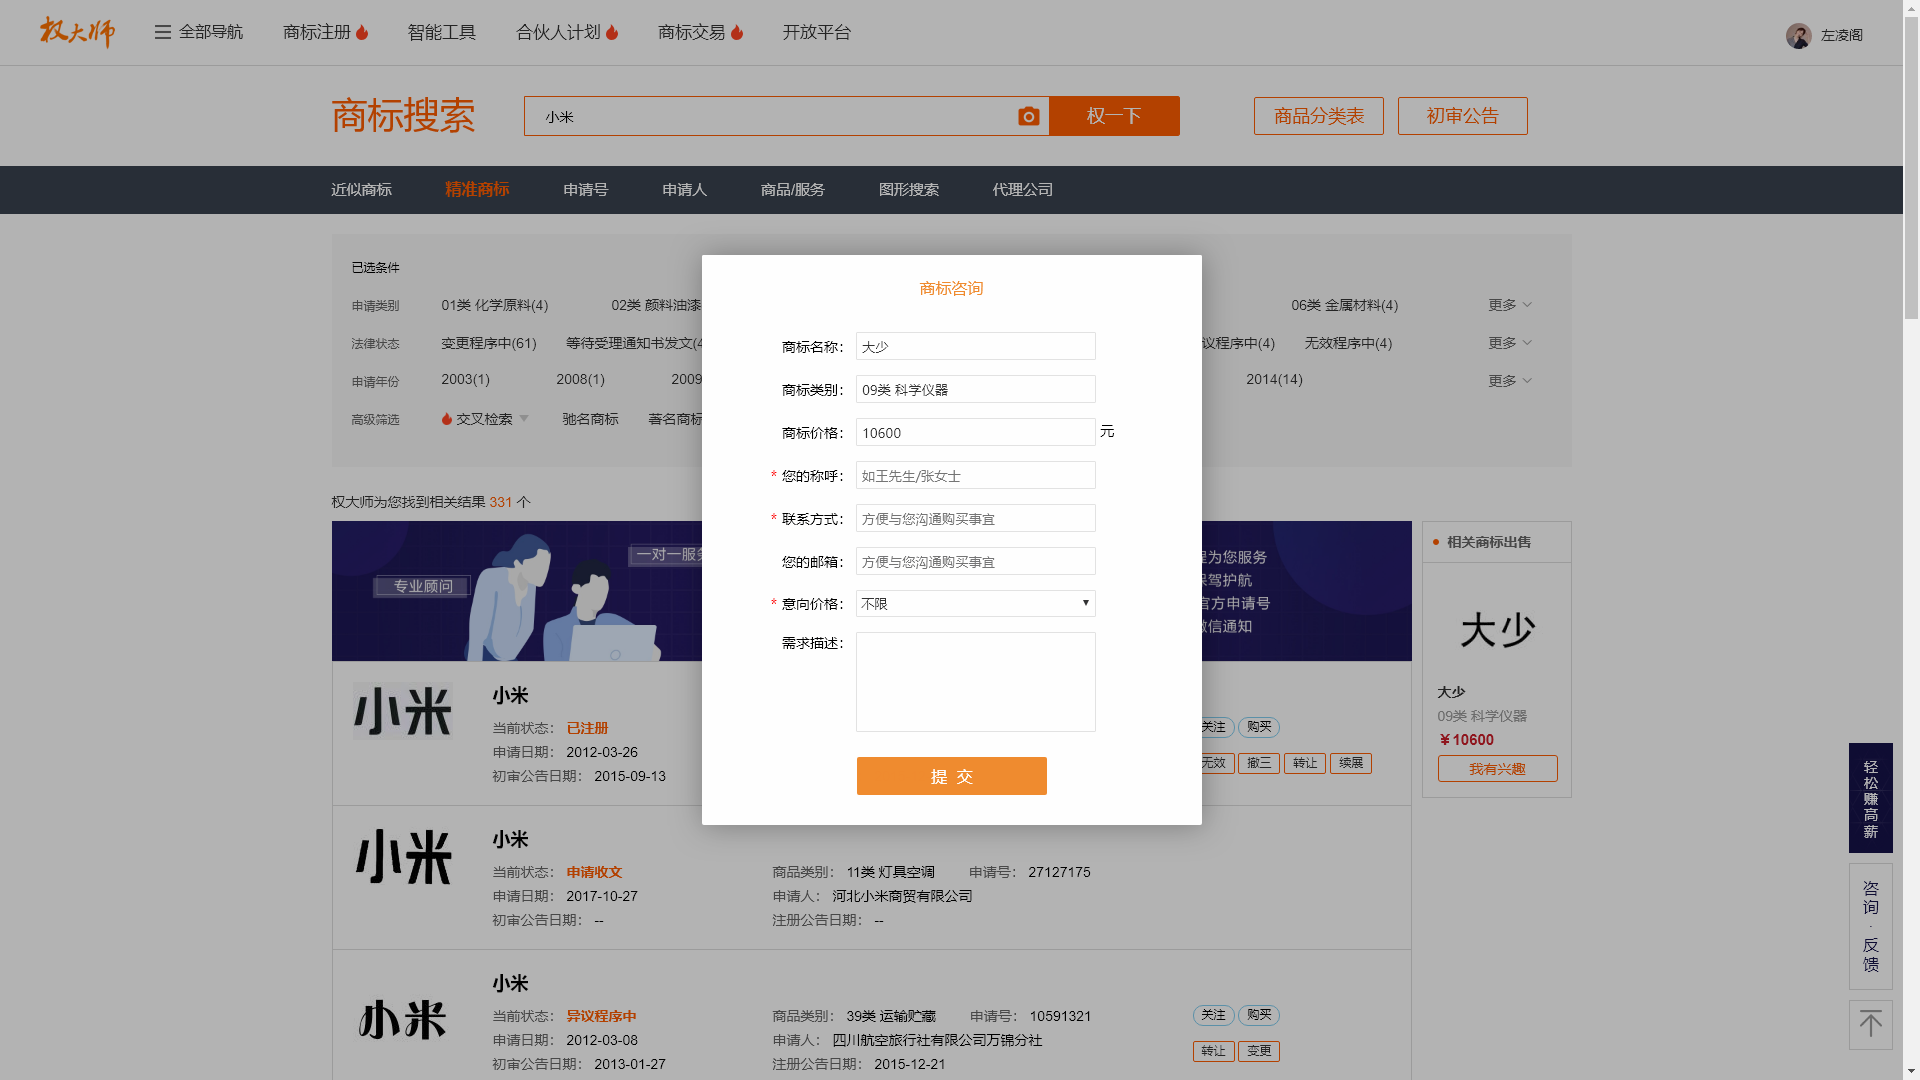 权大师
全部导航
商标注册
智能工具
合伙人计划
商标交易
开放平台
左凌阁
商标搜索
小米
权一下
商品分类表
初审公告
近似商标
精准商标
申请号
申请人
商品/服务
图形搜索
代理公司
已选条件
申请类别 01类 化学原料(4) 02类 颜料油漆 06类 金属材料(4) 更多
法律状态 变更程序中(61) 等待受理通知书发文(4 议程序中(4) 无效程序中(4) 更多
申请年份 2003(1) 2008(1) 2009 2014(14) 更多
高级筛选 交叉检索 驰名商标 著名商标
权大师为您找到相关结果 331 个
商标咨询
商标名称： 大少
商标类别： 09类 科学仪器
商标价格： 10600 元
* 您的称呼： 如王先生/张女士
* 联系方式： 方便与您沟通购买事宜
您的邮箱： 方便与您沟通购买事宜
* 意向价格： 不限
需求描述：
提 交
专业顾问
一对一服务
程为您服务
保驾护航
官方申请号
微信通知
小米
小米
当前状态： 已注册
申请日期： 2012-03-26
初审公告日期： 2015-09-13
关注 购买
无效 撤三 转让 续展
小米
小米
当前状态： 申请收文
申请日期： 2017-10-27
初审公告日期： --
商品类别： 11类 灯具空调 申请号： 27127175
申请人： 河北小米商贸有限公司
注册公告日期： --
小米
小米
当前状态： 异议程序中
申请日期： 2012-03-08
初审公告日期： 2013-01-27
商品类别： 39类 运输贮藏 申请号： 10591321
申请人： 四川航空旅行社有限公司万锦分社
注册公告日期： 2015-12-21
关注 购买
转让 变更
相关商标出售
大少
大少
09类 科学仪器
¥10600
我有兴趣
轻松赚高薪
咨询·反馈